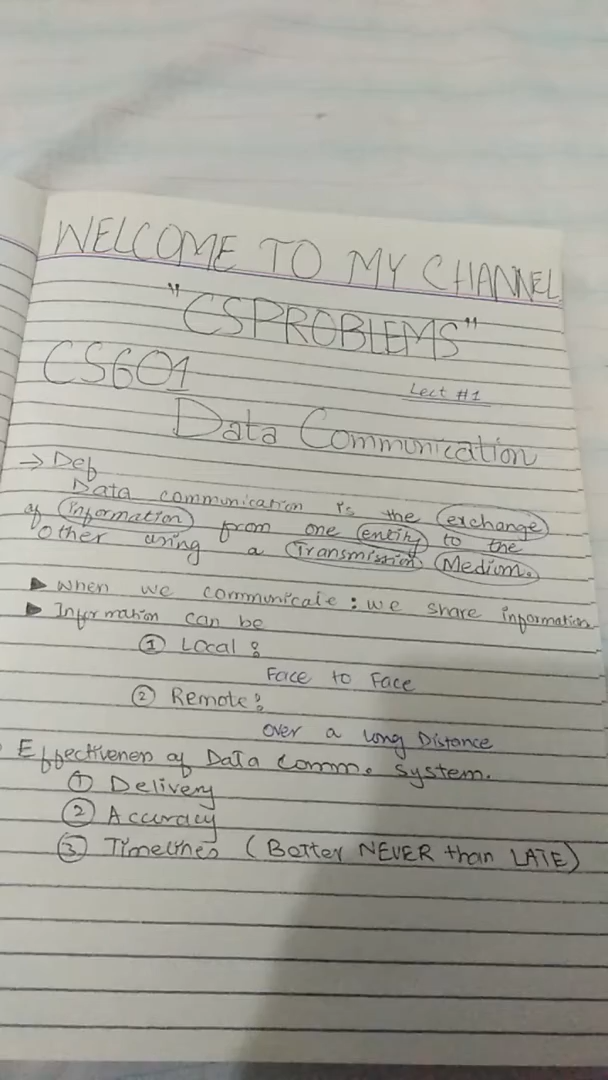 WELCOME TO MY CHANNEL
"CSPROBLEMS"
CS601
Lect #1
Data Communication
→ Def
Data communication is the exchange
of information from one entity to the
other using a Transmission Medium.
► When we communicate : we share information
► Information can be
① Local :
Face to Face
② Remote :
over a long Distance
Effectivenes of Data Comm. system.
① Delivery
② Accuracy
③ Timelines (Better NEVER than LATE)